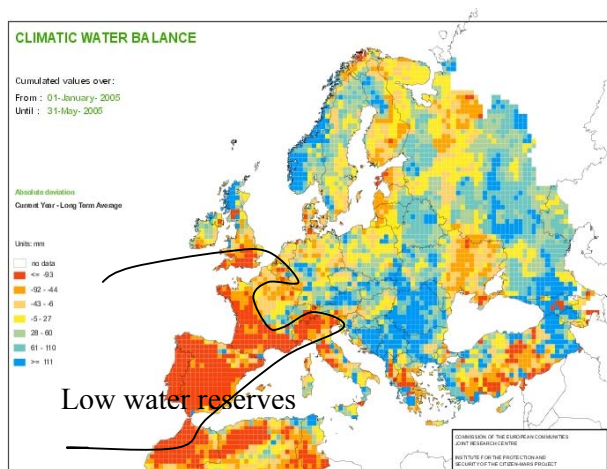 CLIMATIC WATER BALANCE
Cumulated values over:
From : 01-January- 2005
Until : 31-May- 2005
Absolute deviation
Current Year - Long Term Average
Units: mm
no data
<= -93
-92 - -44
-43 - -6
-5 - 27
28 - 60
61 - 110
>= 111
Low water reserves
COMMISSION OF THE EUROPEAN COMMUNITIES
JOINT RESEARCH CENTRE
INSTITUTE FOR THE PROTECTION AND
SECURITY OF THE CITIZEN-MARS PROJECT